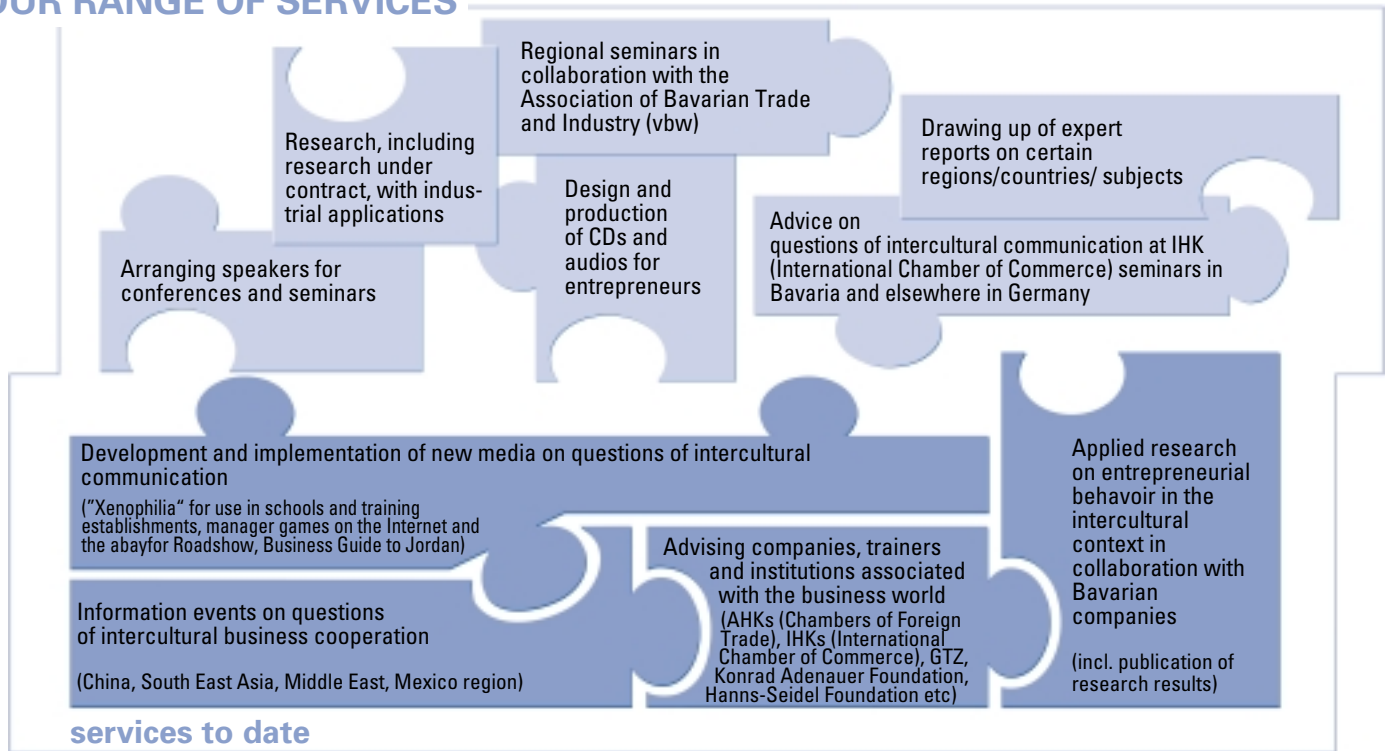 OUR RANGE OF SERVICES
Regional seminars in
collaboration with the
Association of Bavarian Trade
and Industry (vbw)
Research, including
research under
contract, with indus-
trial applications
Drawing up of expert
reports on certain
regions/countries/ subjects
Design and
production
of CDs and
audios for
entrepreneurs
Advice on
questions of intercultural communication at IHK
(International Chamber of Commerce) seminars in
Bavaria and elsewhere in Germany
Arranging speakers for
conferences and seminars
Development and implementation of new media on questions of intercultural
communication
("Xenophilia“ for use in schools and training
establishments, manager games on the Internet and
the abayfor Roadshow, Business Guide to Jordan)
Applied research
on entrepreneurial
behavoir in the
intercultural
context in
collaboration with
Bavarian
companies
(incl. publication of
research results)
Advising companies, trainers
and institutions associated
with the business world
(AHKs (Chambers of Foreign
Trade), IHKs (International
Chamber of Commerce), GTZ,
Konrad Adenauer Foundation,
Hanns-Seidel Foundation etc)
Information events on questions
of intercultural business cooperation
(China, South East Asia, Middle East, Mexico region)
services to date